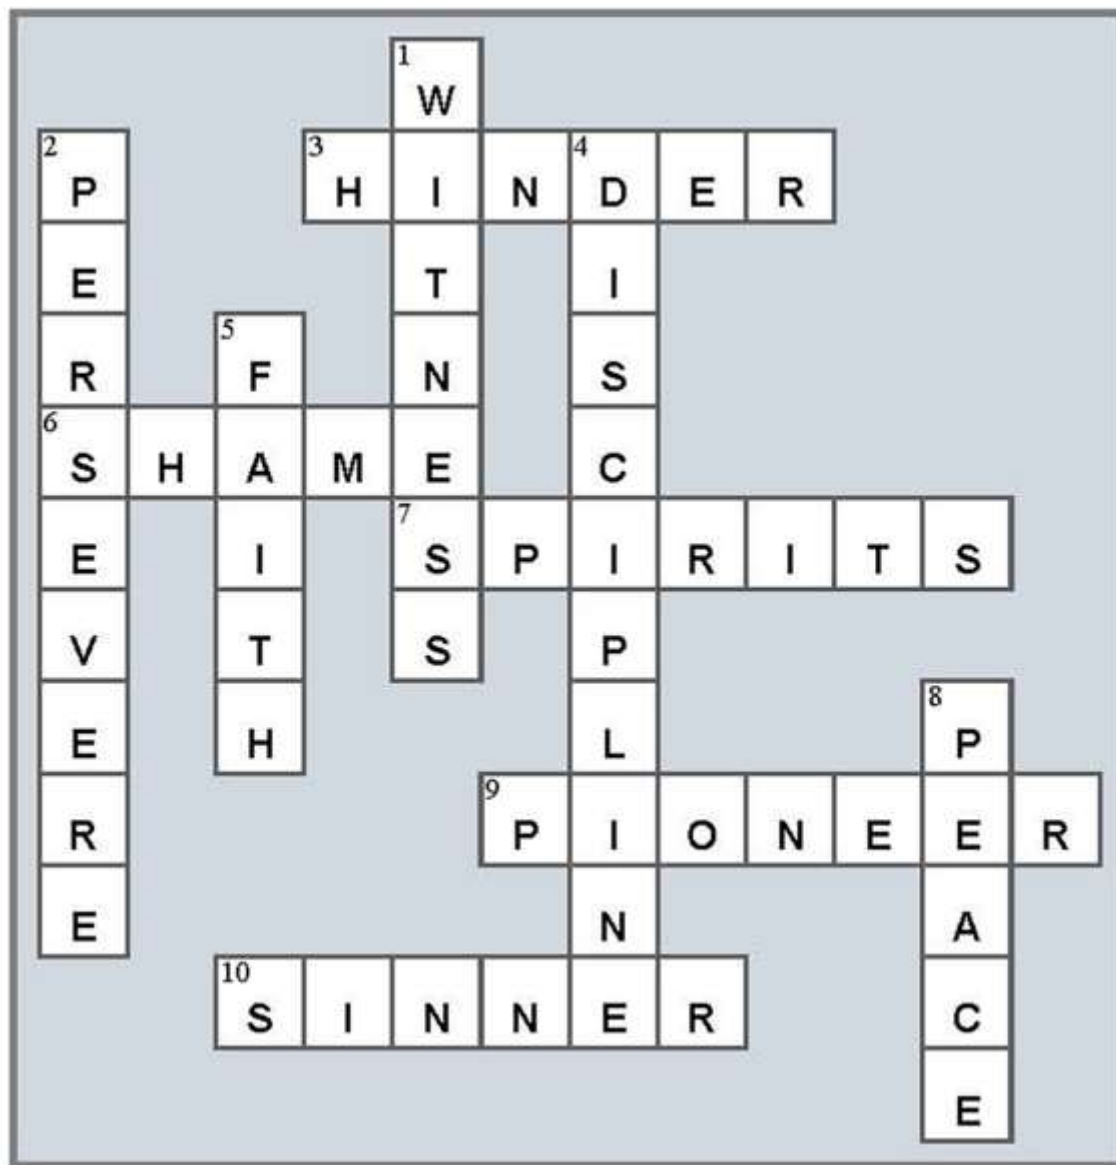 1
W
2 3 4
P H I N D E R
E T I
5
R F N S
6
S H A M E C
7
E I S P I R I T S
V T S P
8
E H L P
9
R P I O N E E R
E N A
10
S I N N E R C
E